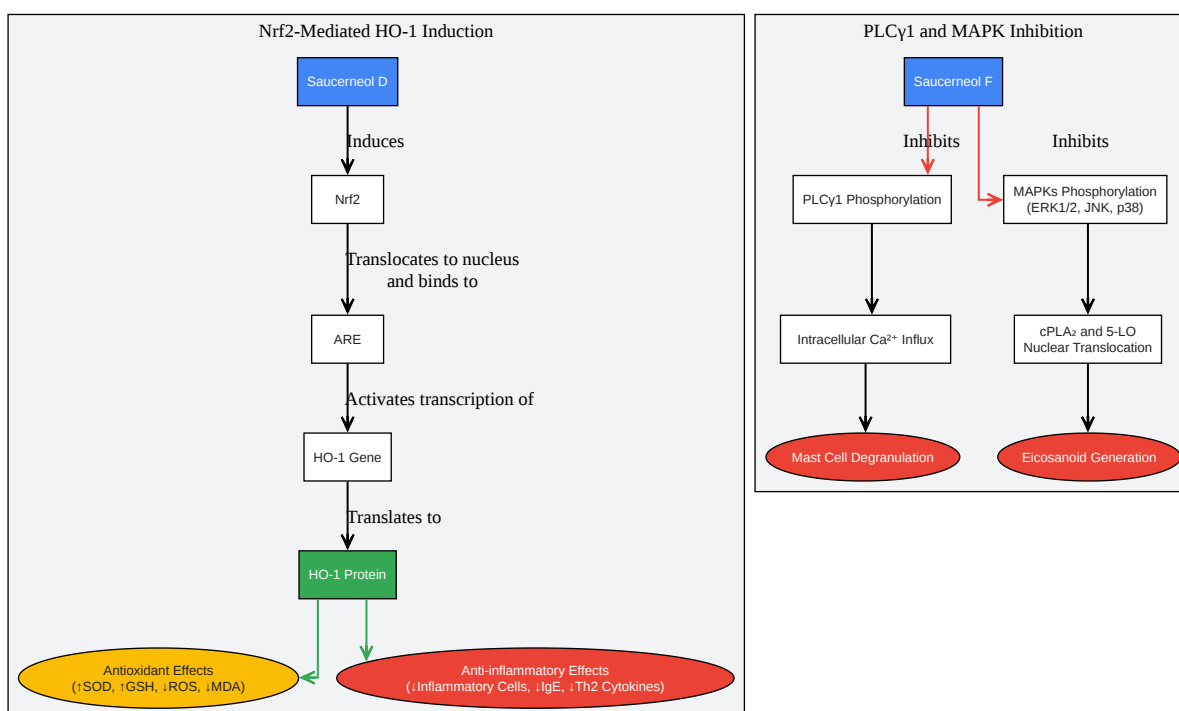 Nrf2-Mediated HO-1 Induction
Saucerneol D
Induces
Nrf2
Translocates to nucleus
and binds to
ARE
Activates transcription of
HO-1 Gene
Translates to
HO-1 Protein
Antioxidant Effects
(↑SOD, ↑GSH, ↓ROS, ↓MDA)
Anti-inflammatory Effects
(↓Inflammatory Cells, ↓IgE, ↓Th2 Cytokines)
PLCγ1 and MAPK Inhibition
Saucerneol F
Inhibits
Inhibits
PLCγ1 Phosphorylation
MAPKs Phosphorylation
(ERK1/2, JNK, p38)
Intracellular Ca²⁺ Influx
cPLA₂ and 5-LO
Nuclear Translocation
Mast Cell Degranulation
Eicosanoid Generation